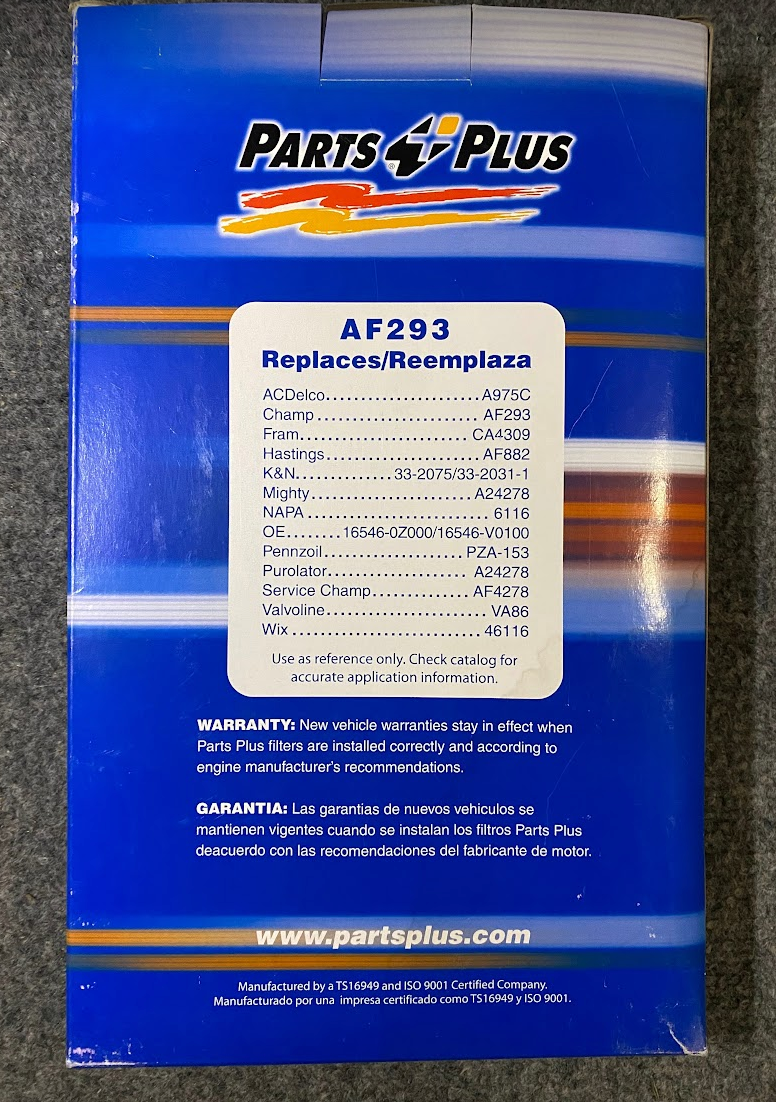 PARTS PLUS
®
AF293
Replaces/Reemplaza
ACDelco.....................A975C
Champ...................... AF293
Fram....................... CA4309
Hastings.................... AF882
K&N.............33-2075/33-2031-1
Mighty..................... A24278
NAPA......................... 6116
OE........16546-0Z000/16546-V0100
Pennzoil...................PZA-153
Purolator.................. A24278
Service Champ............. AF4278
Valvoline..................... VA86
Wix..........................46116
Use as reference only. Check catalog for
accurate application information.
WARRANTY: New vehicle warranties stay in effect when
Parts Plus filters are installed correctly and according to
engine manufacturer's recommendations.
GARANTIA: Las garantias de nuevos vehiculos se
mantienen vigentes cuando se instalan los filtros Parts Plus
deacuerdo con las recomendaciones del fabricante de motor.
www.partsplus.com
Manufactured by a TS16949 and ISO 9001 Certified Company.
Manufacturado por una impresa certificado como TS16949 y ISO 9001.